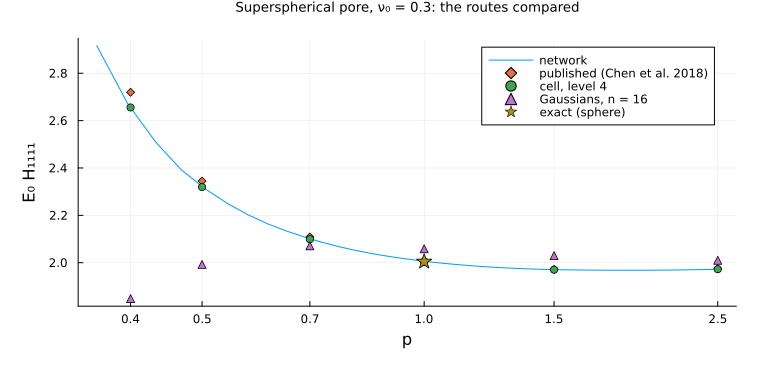 Superspherical pore, ν₀ = 0.3: the routes compared
network
published (Chen et al. 2018)
cell, level 4
Gaussians, n = 16
exact (sphere)
E₀ H₁₁₁₁
2.8
2.6
2.4
2.2
2.0
0.4 0.5 0.7 1.0 1.5 2.5
p